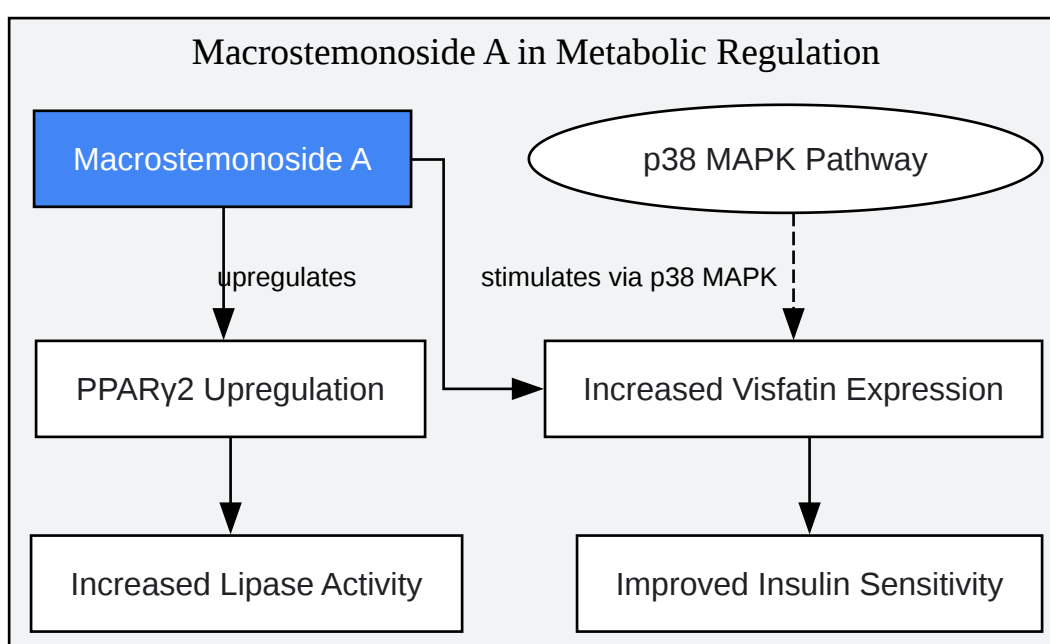 Macrostemonoside A in Metabolic Regulation
Macrostemonoside A
p38 MAPK Pathway
upregulates
stimulates via p38 MAPK
PPARγ2 Upregulation
Increased Visfatin Expression
Increased Lipase Activity
Improved Insulin Sensitivity